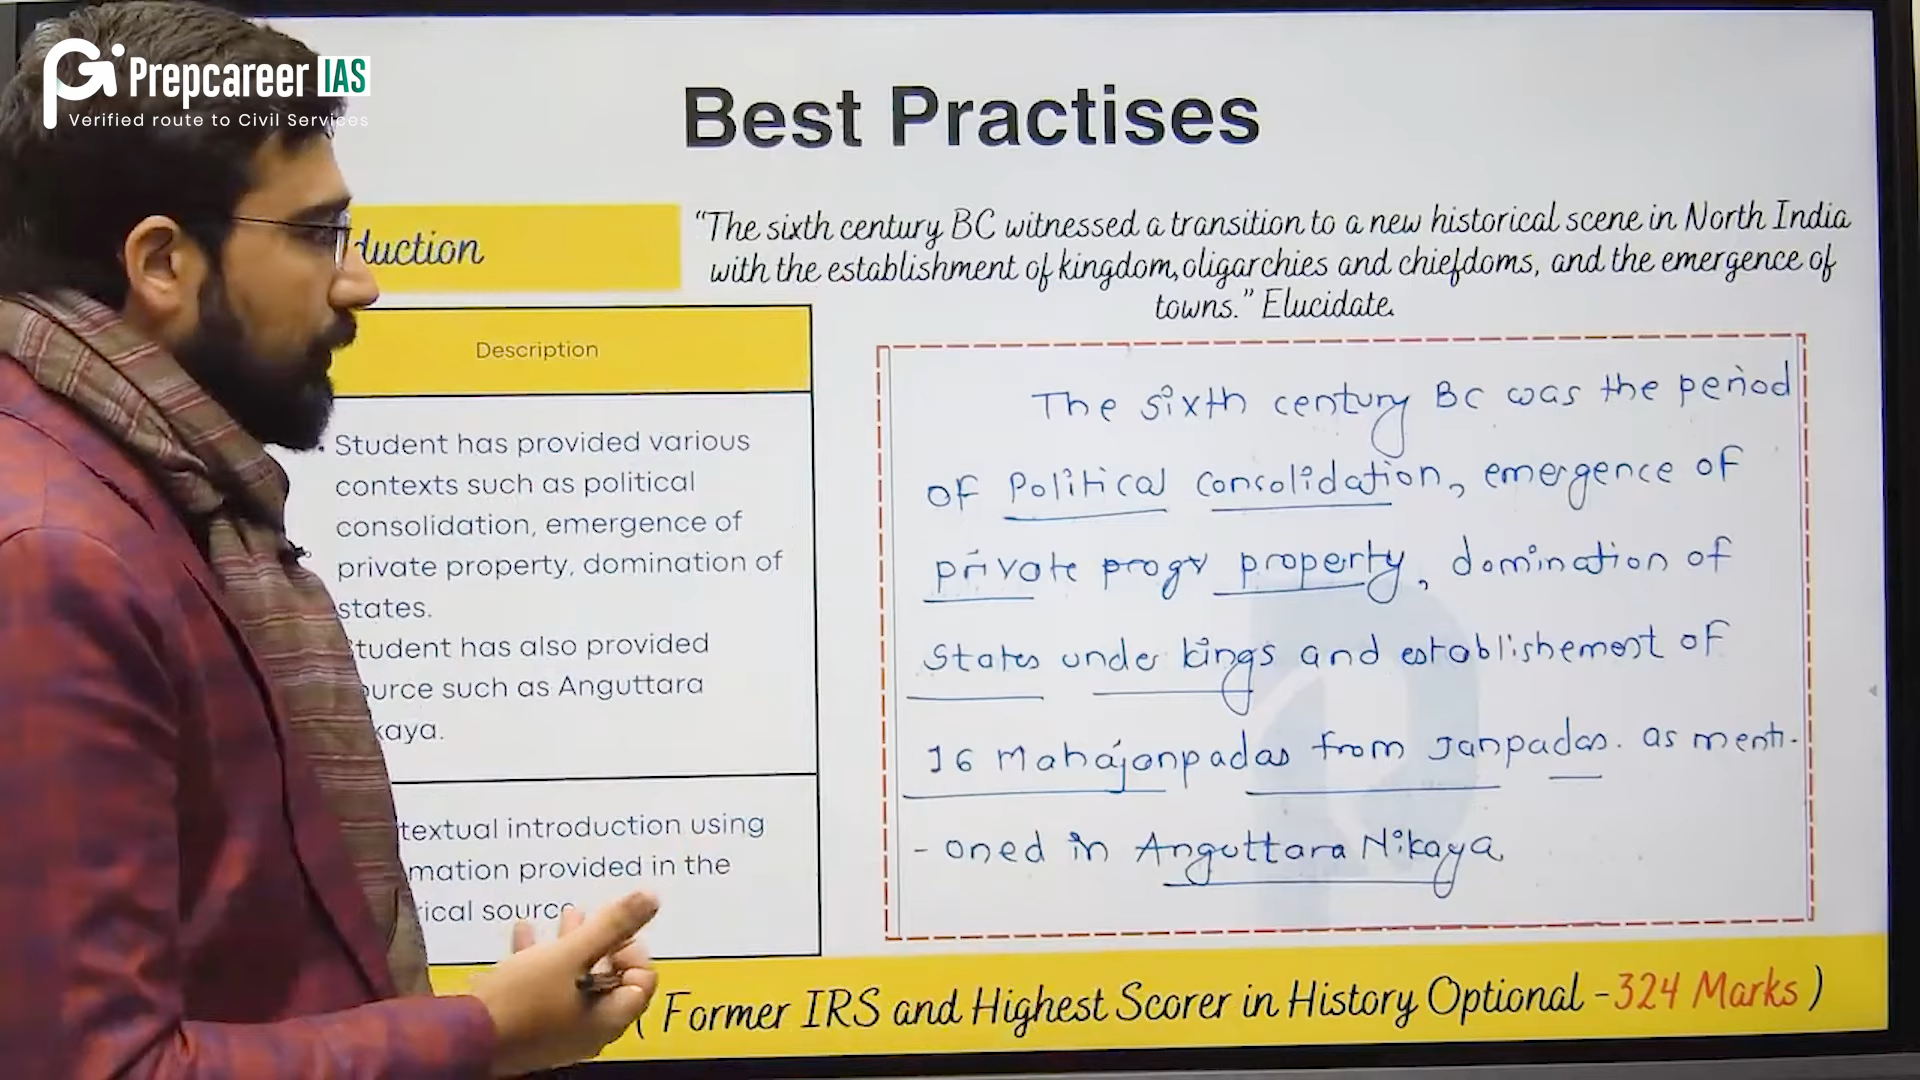 Prepcareer IAS
Verified route to Civil Services
Best Practises
duction
"The sixth century BC witnessed a transition to a new historical scene in North India
with the establishment of kingdom, oligarchies and chiefdoms, and the emergence of
towns." Elucidate.
Description
Student has provided various
contexts such as political
consolidation, emergence of
private property, domination of
states.
Student has also provided
source such as Anguttara
kaya.
textual introduction using
mation provided in the
rical source
The sixth century BC was the period
of Political Consolidation, emergence of
private progr property, domination of
States under kings and establishement of
16 Mahajanpadas from Janpadas. as menti-
-oned in Anguttara Nikaya
( Former IRS and Highest Scorer in History Optional -324 Marks )